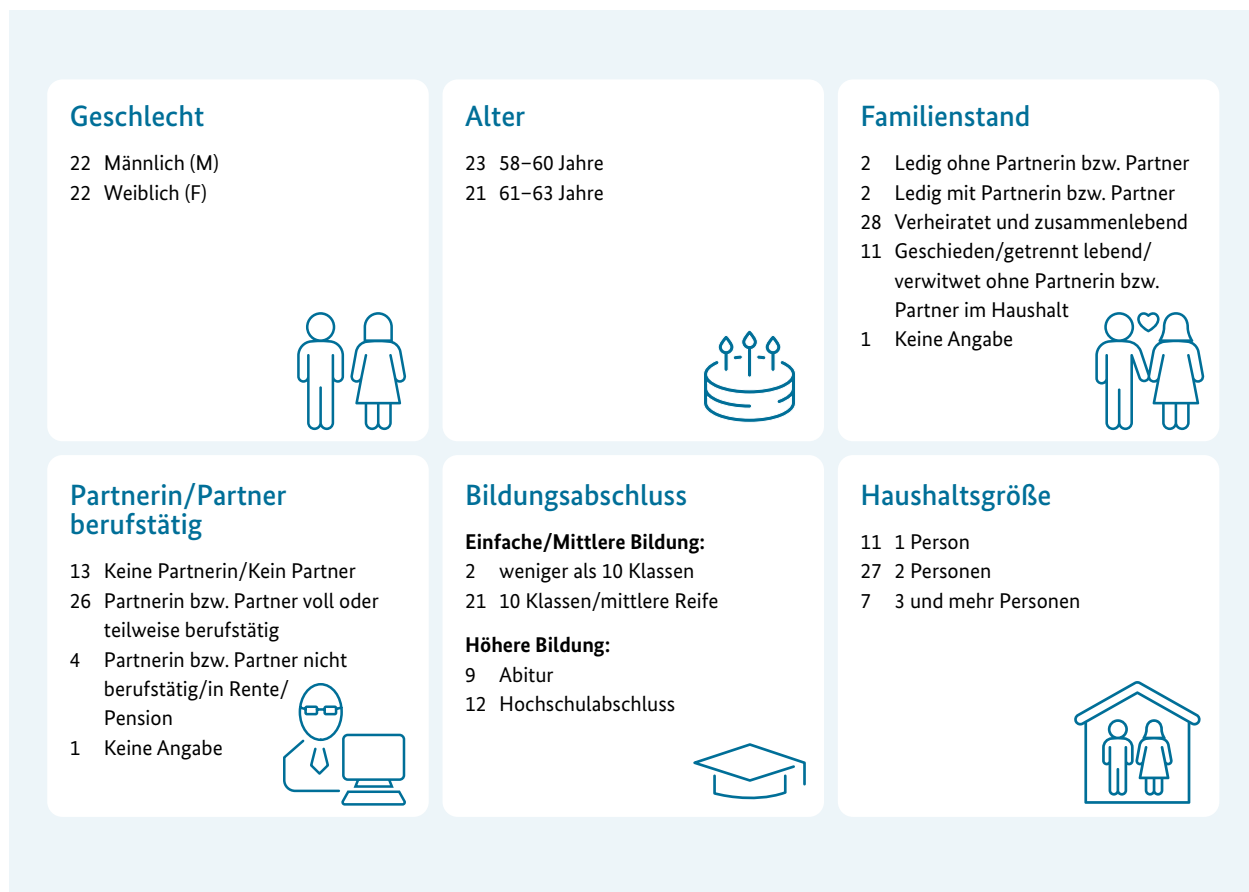 Geschlecht
22 Männlich (M)
22 Weiblich (F)
Alter
23 58–60 Jahre
21 61–63 Jahre
Familienstand
2 Ledig ohne Partnerin bzw. Partner
2 Ledig mit Partnerin bzw. Partner
28 Verheiratet und zusammenlebend
11 Geschieden/getrennt lebend/
verwitwet ohne Partnerin bzw.
Partner im Haushalt
1 Keine Angabe
Partnerin/Partner
berufstätig
13 Keine Partnerin/Kein Partner
26 Partnerin bzw. Partner voll oder
teilweise berufstätig
4 Partnerin bzw. Partner nicht
berufstätig/in Rente/
Pension
1 Keine Angabe
Bildungsabschluss
Einfache/Mittlere Bildung:
2 weniger als 10 Klassen
21 10 Klassen/mittlere Reife
Höhere Bildung:
9 Abitur
12 Hochschulabschluss
Haushaltsgröße
11 1 Person
27 2 Personen
7 3 und mehr Personen